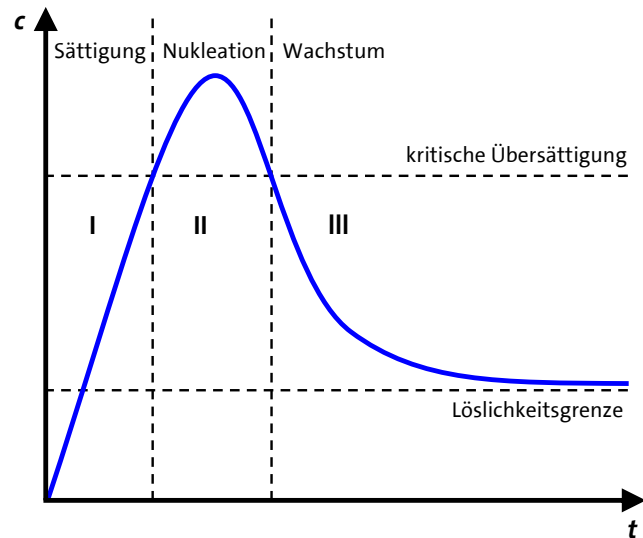 c
Sättigung Nukleation Wachstum
kritische Übersättigung
I II III
Löslichkeitsgrenze
t